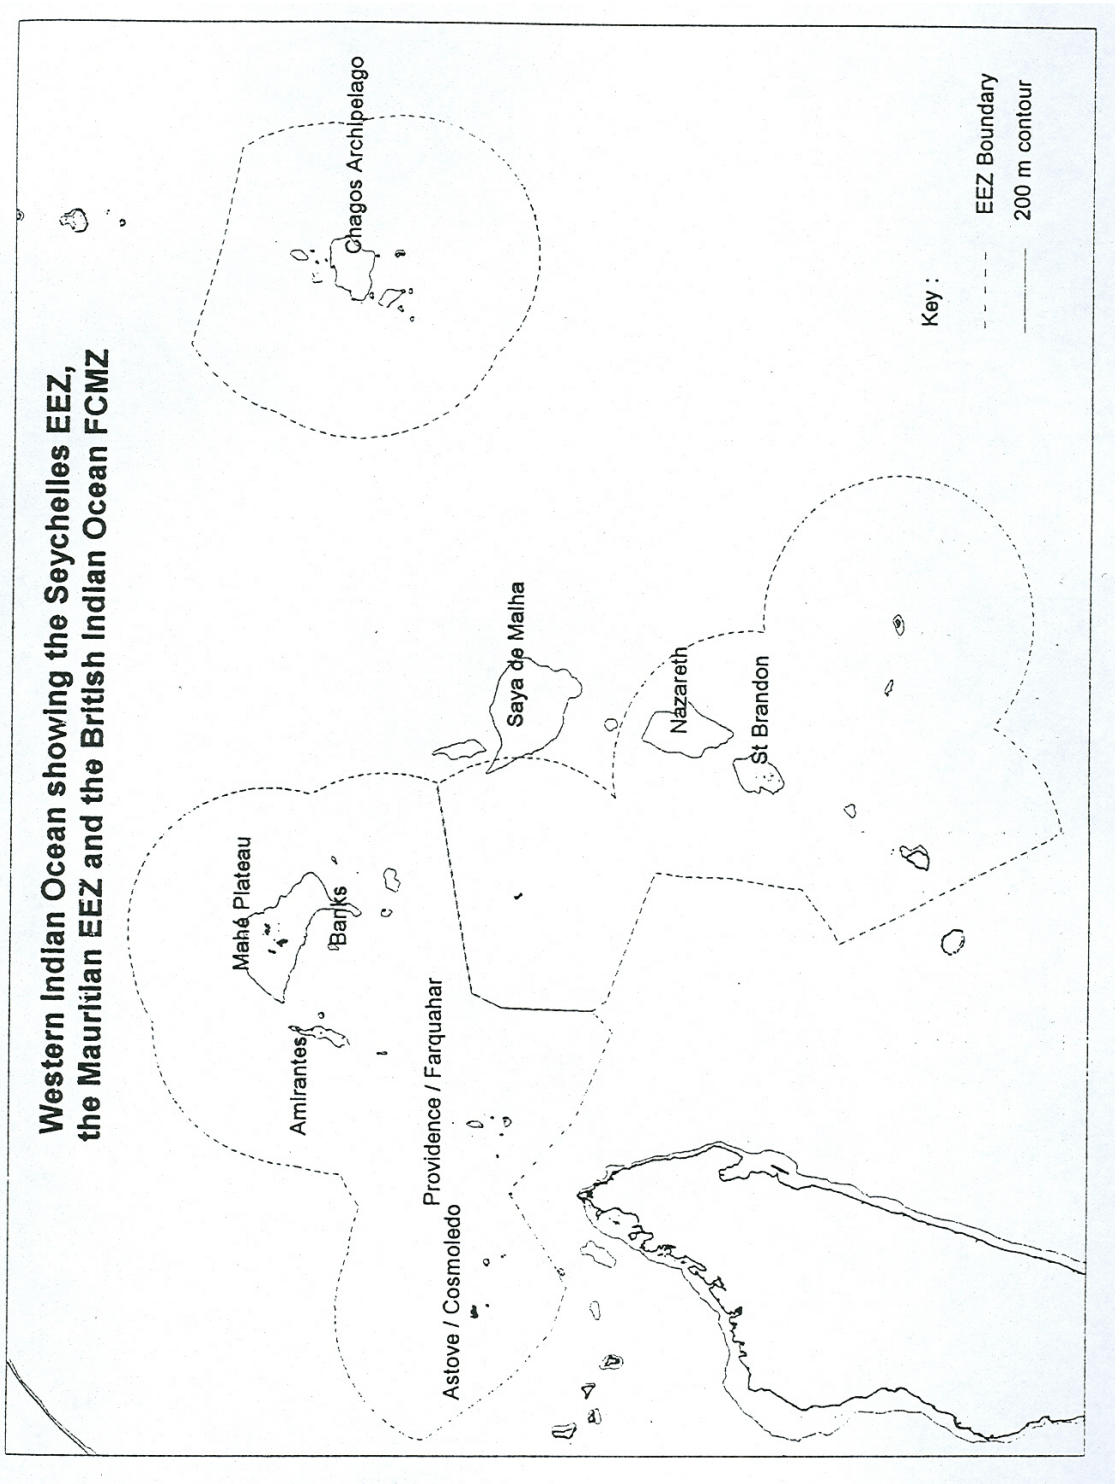 Western Indian Ocean showing the Seychelles EEZ,
the Mauritian EEZ and the British Indian Ocean FCMZ
Chagos Archipelago
Mahé Plateau
Banks
Amirantes
Saya de Malha
Providence / Farquahar
Astove / Cosmoledo
Nazareth
St Brandon
Key :
EEZ Boundary
200 m contour